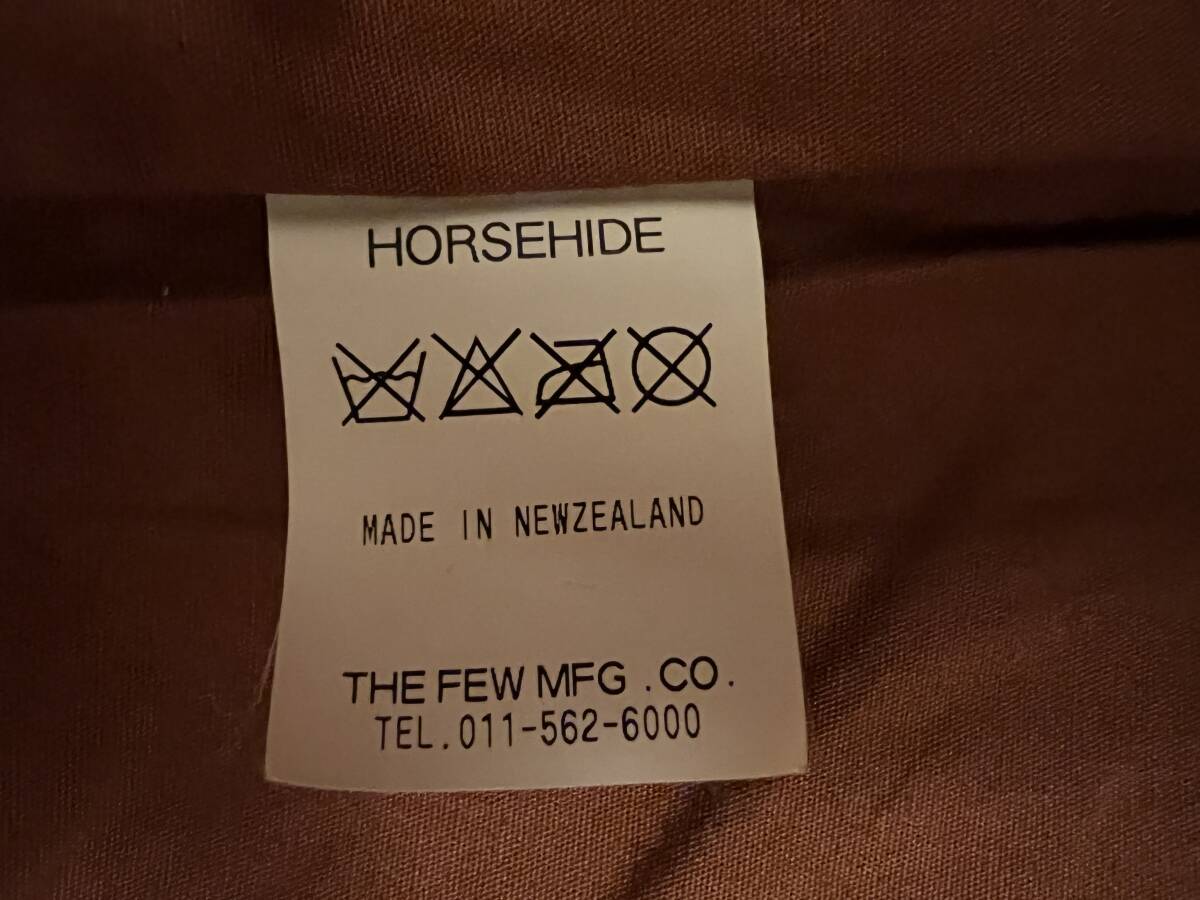 HORSEHIDE
MADE IN NEWZEALAND
THE FEW MFG .CO.
TEL.011-562-6000